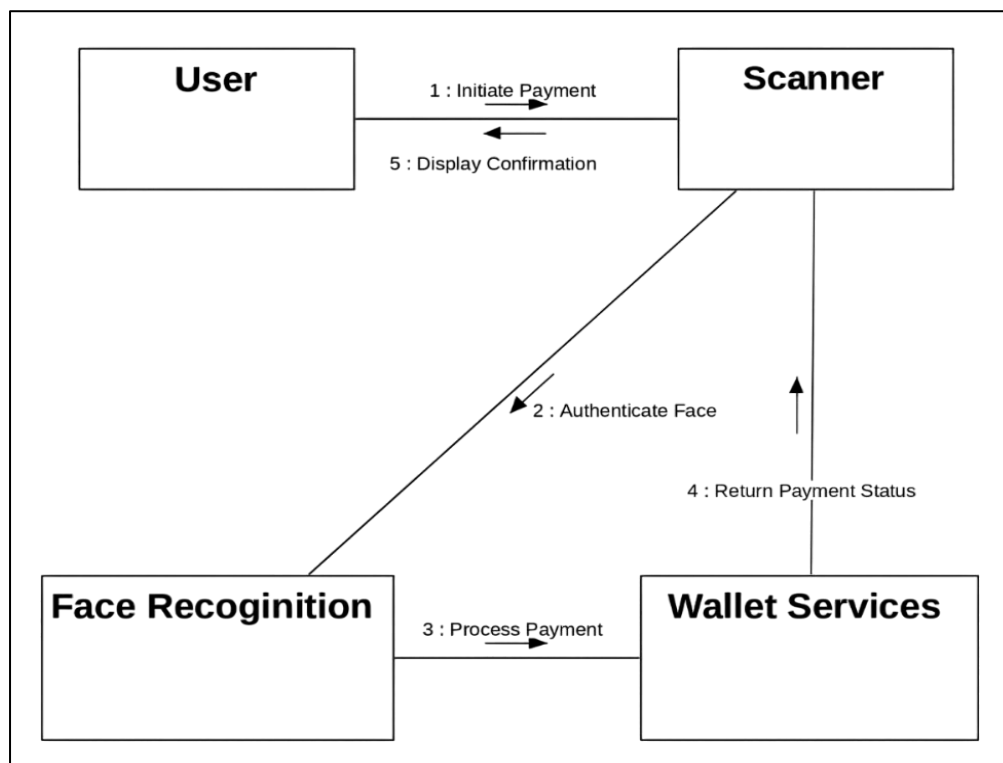 User
Scanner
1 : Initiate Payment
5 : Display Confirmation
2 : Authenticate Face
4 : Return Payment Status
Face Recoginition
3 : Process Payment
Wallet Services